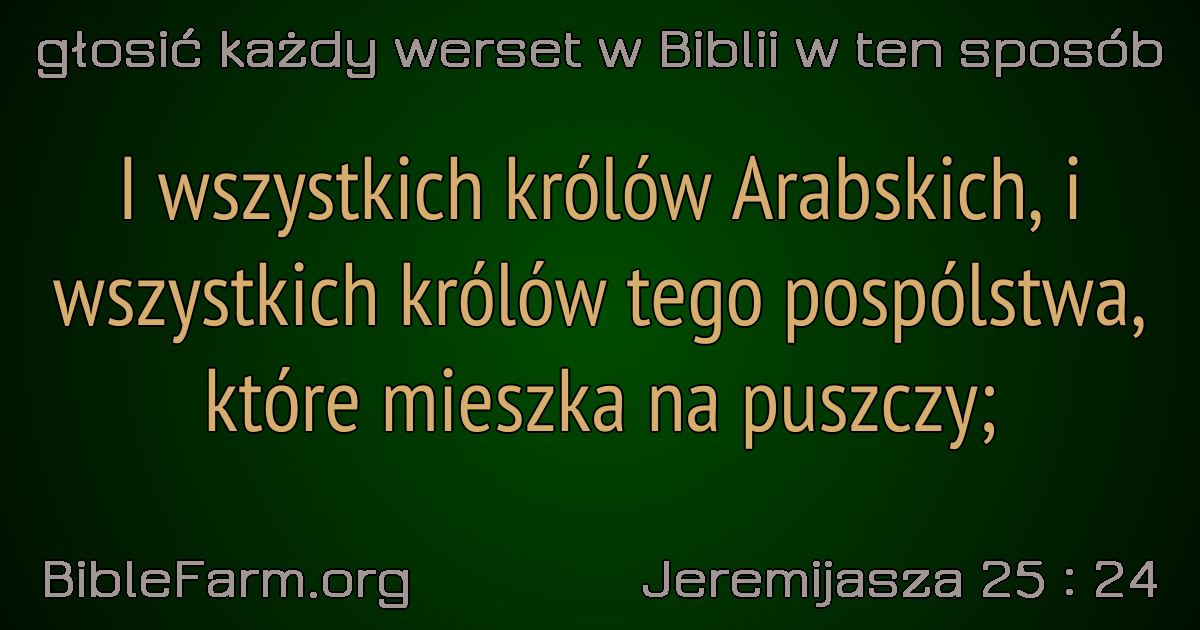 głosić każdy werset w Biblii w ten sposób
I wszystkich królów Arabskich, i
wszystkich królów tego pospólstwa,
które mieszka na puszczy;
BibleFarm.org
Jeremijasza 25 : 24